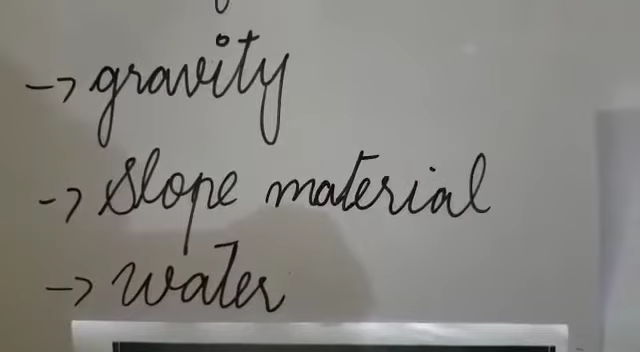 → gravity
→ slope material
→ water